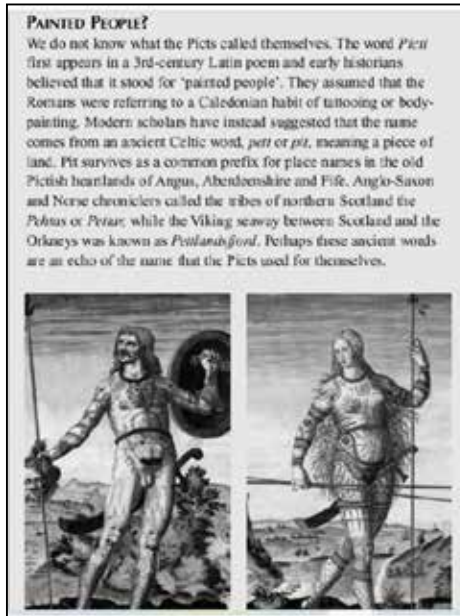 PAINTED PEOPLE?
We do not know what the Picts called themselves. The word Picti
first appears in a 3rd-century Latin poem and early historians
believed that it stood for 'painted people'. They assumed that the
Romans were referring to a Caledonian habit of tattooing or body-
painting. Modern scholars have instead suggested that the name
comes from an ancient Celtic word, pett or pit, meaning a piece of
land. Pit survives as a common prefix for place names in the old
Pictish heartlands of Angus, Aberdeenshire and Fife. Anglo-Saxon
and Norse chroniclers called the tribes of northern Scotland the
or while the Viking seaway between Scotland and the
Orkneys was known as Pettlandsfjord. Perhaps these ancient words
are an echo of the name that the Picts used for themselves.